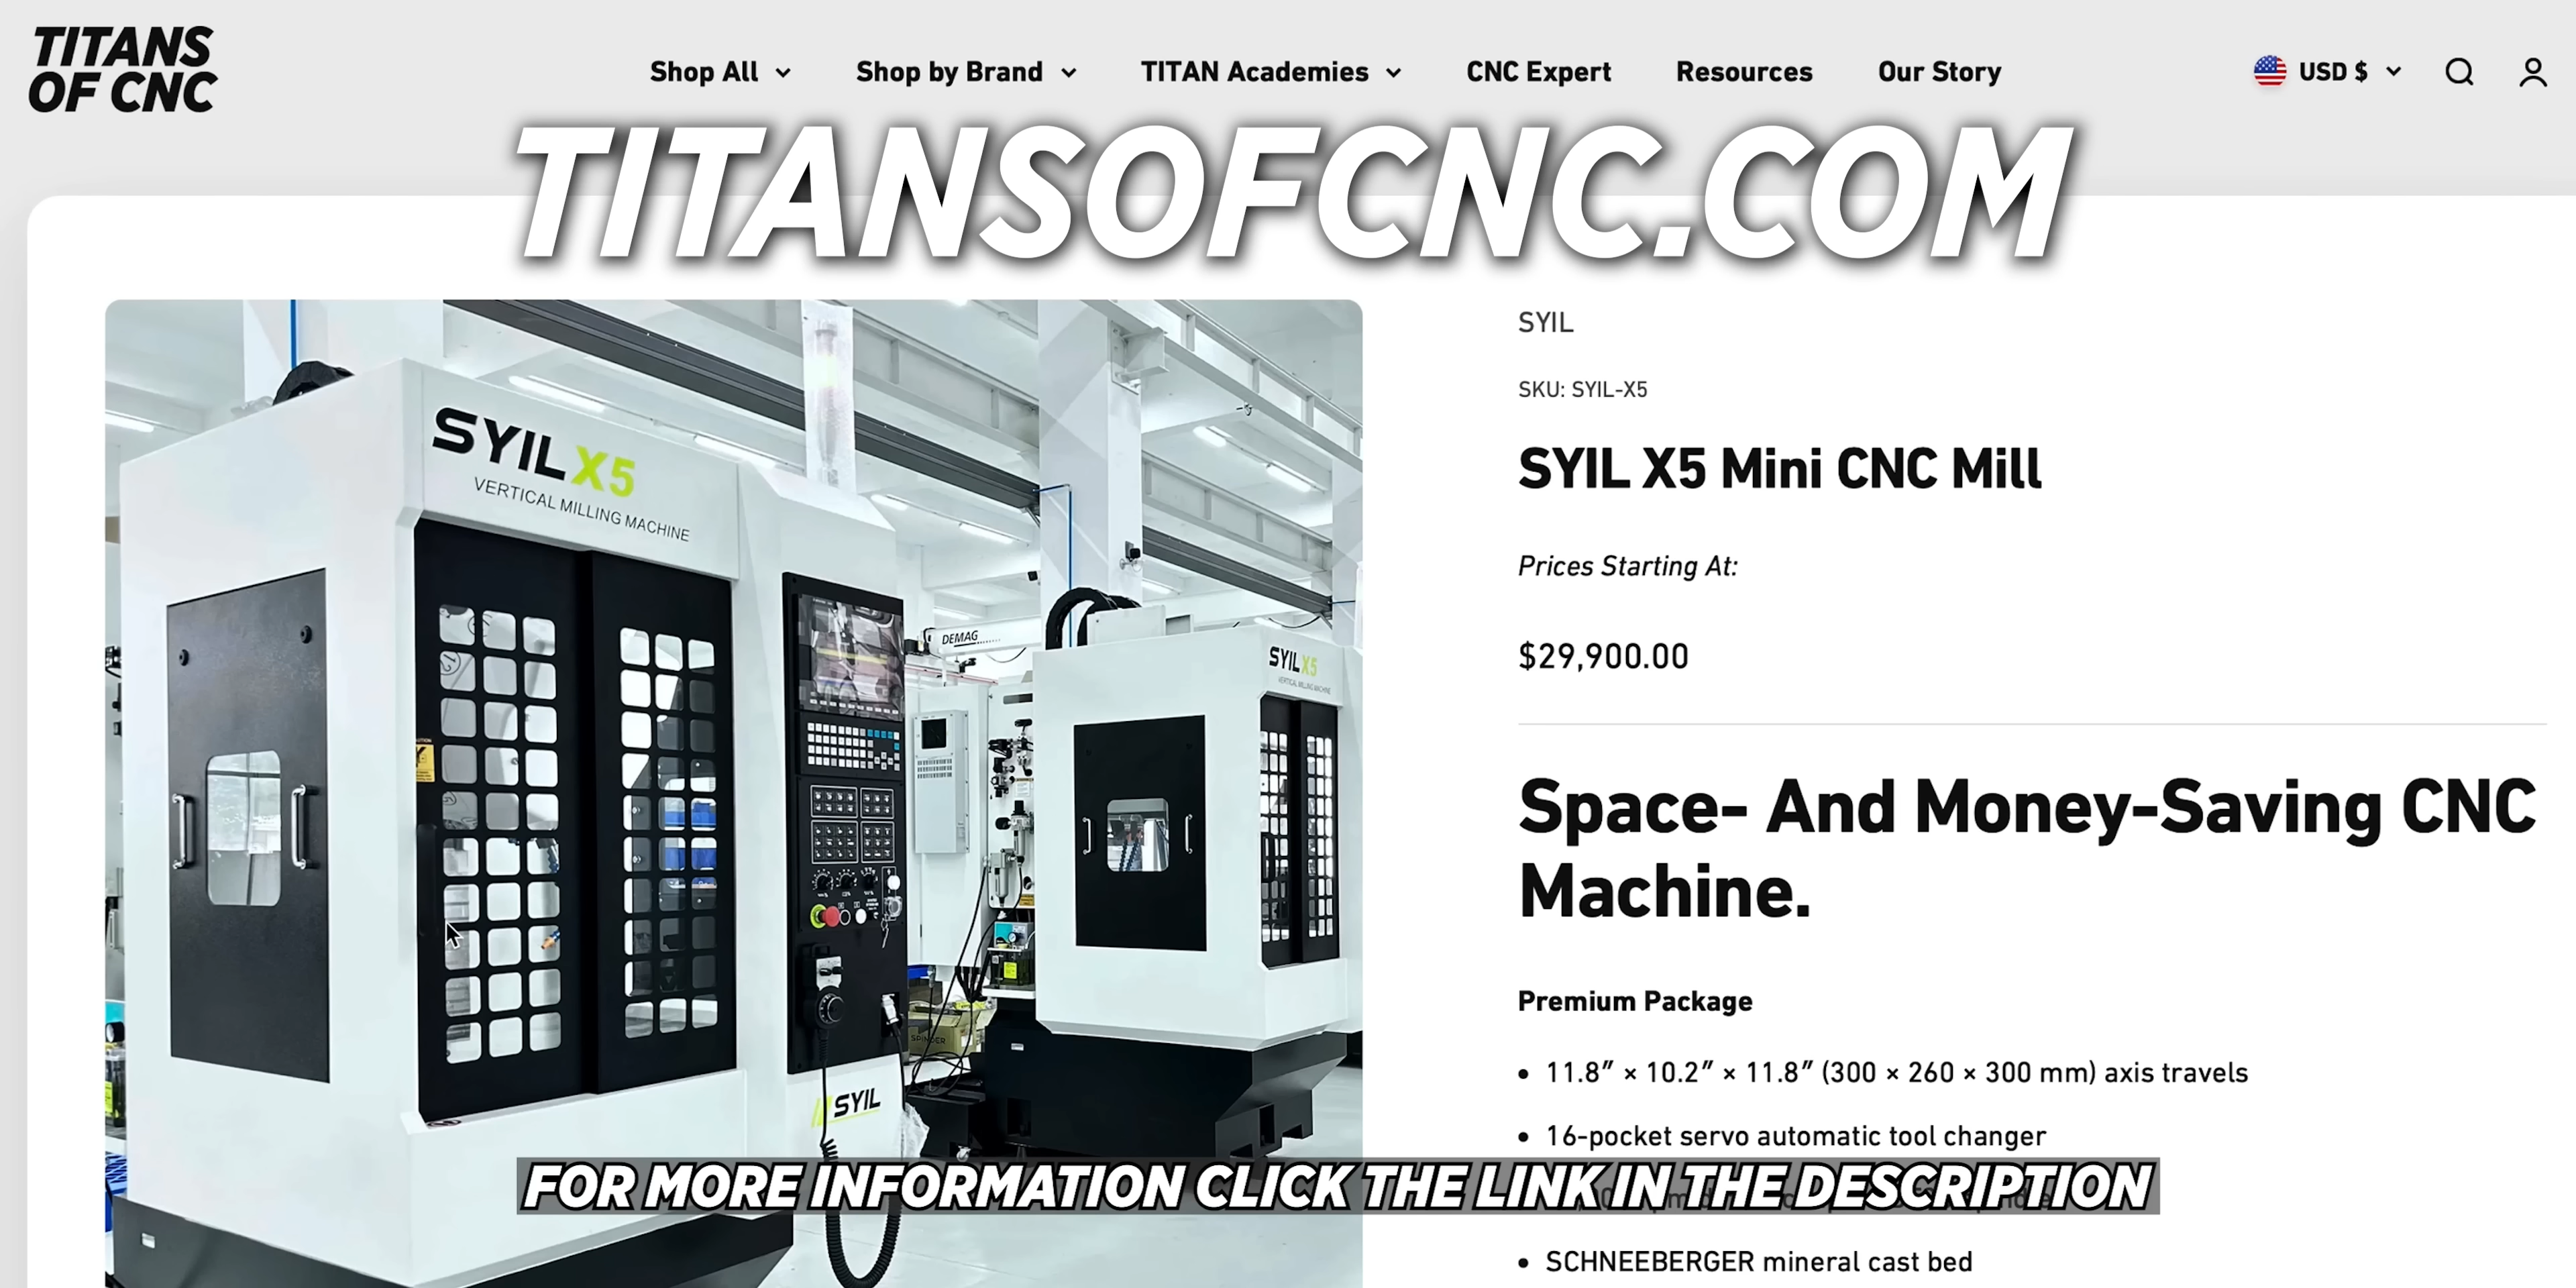 TITANS
OF CNC
Shop All
Shop by Brand
TITAN Academies
CNC Expert
Resources
Our Story
USD $
TITANSOFCNC.COM
SYIL X5
VERTICAL MILLING MACHINE
DEMAG
SYIL X5
VERTICAL MILLING MACHINE
SYIL
SYIL
SKU: SYIL-X5
SYIL X5 Mini CNC Mill
Prices Starting At:
$29,900.00
Space- And Money-Saving CNC
Machine.
Premium Package
• 11.8″ × 10.2″ × 11.8″ (300 × 260 × 300 mm) axis travels
• 16-pocket servo automatic tool changer
FOR MORE INFORMATION CLICK THE LINK IN THE DESCRIPTION
• SCHNEEBERGER mineral cast bed